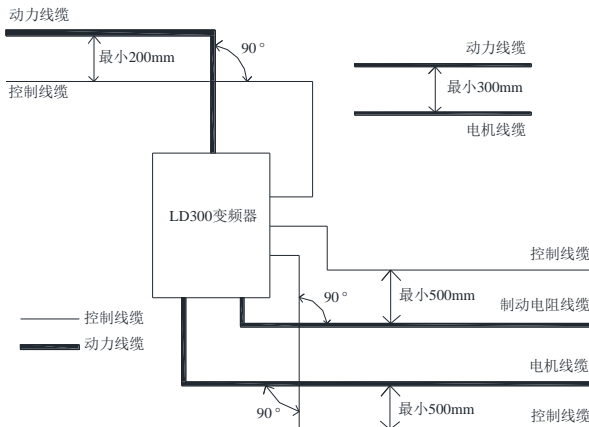 动力线缆
90°
最小200mm
控制线缆
动力线缆
最小300mm
电机线缆
LD300变频器
控制线缆
90°
最小500mm
制动电阻线缆
控制线缆
动力线缆
电机线缆
90°
最小500mm
控制线缆